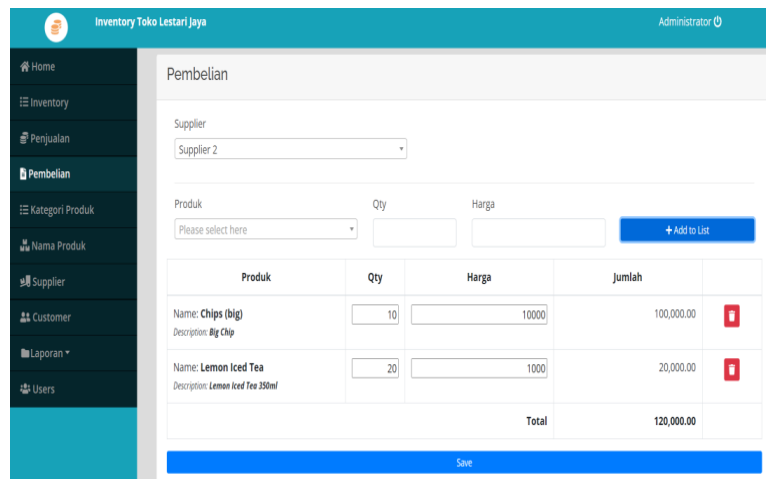 Inventory Toko Lestari Jaya
Administrator
Home
Inventory
Penjualan
Pembelian
Kategori Produk
Nama Produk
Supplier
Customer
Laporan
Users
Pembelian
Supplier
Supplier 2
Produk Qty Harga
Please select here
+ Add to List
Produk Qty Harga Jumlah
Name: Chips (big) 10 10000 100,000.00
Description: Big Chip
Name: Lemon Iced Tea 20 1000 20,000.00
Description: Lemon Iced Tea 350ml
Total 120,000.00
Save